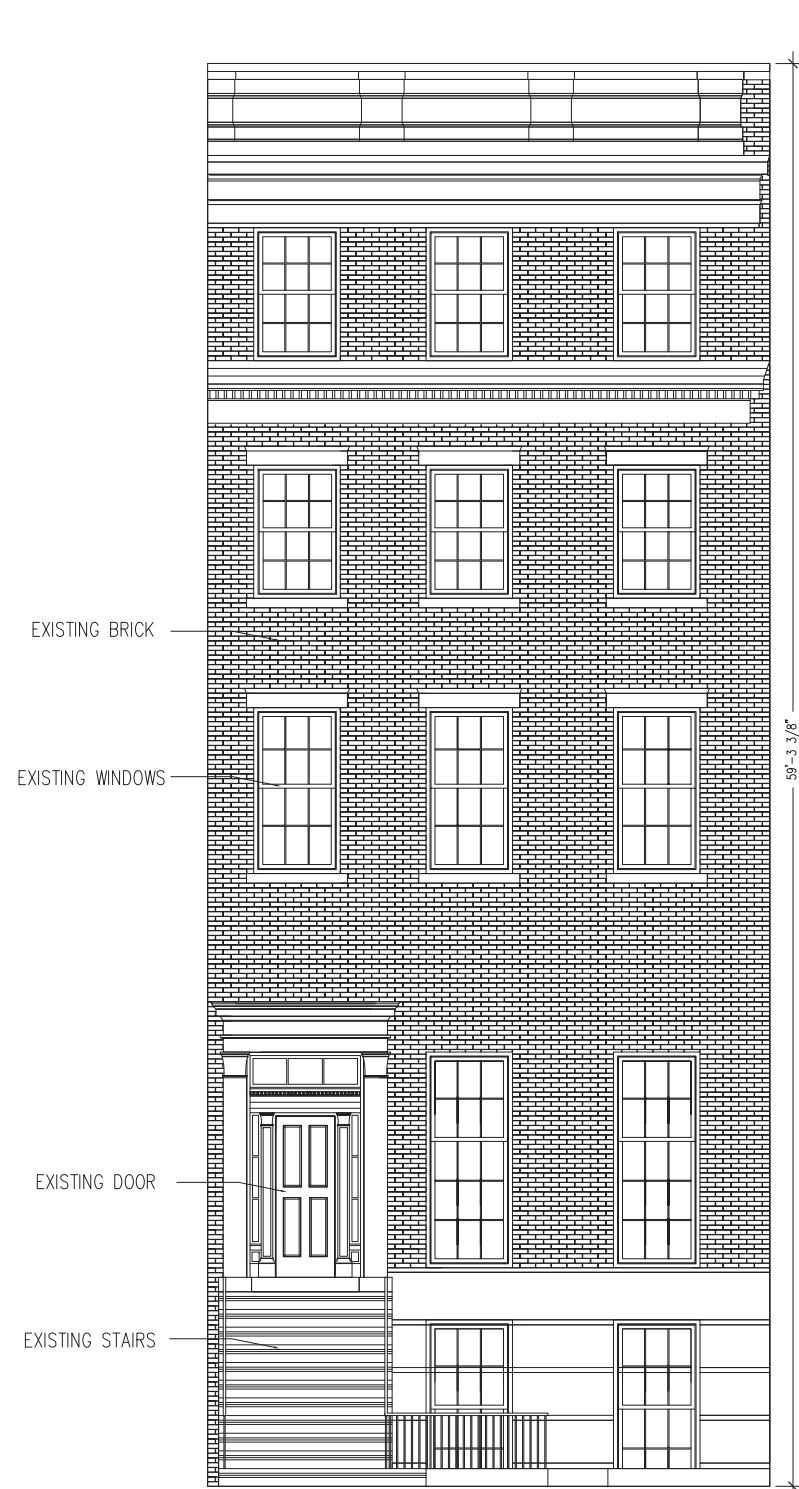 EXISTING BRICK
59'-3 3/8"
EXISTING WINDOWS
EXISTING DOOR
EXISTING STAIRS